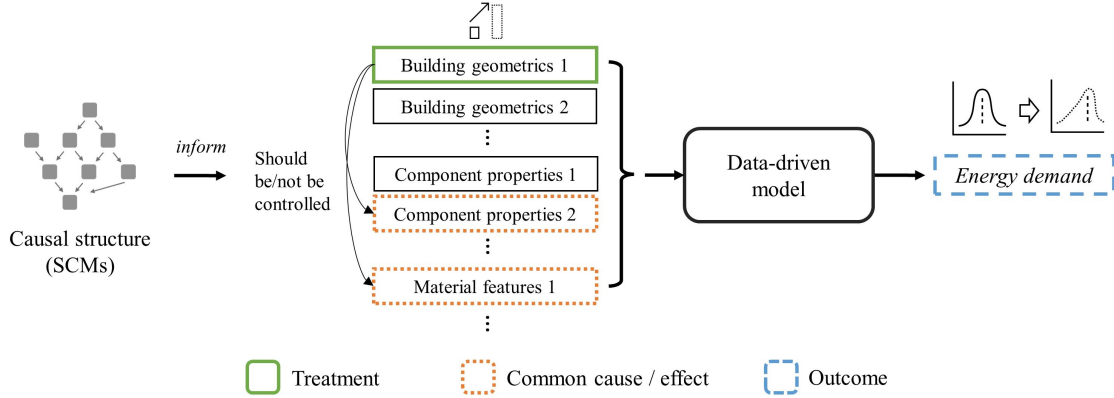 Building geometrics 1
Building geometrics 2
inform
Should
be/not be
controlled
Component properties 1
Component properties 2
Material features 1
Data-driven
model
Energy demand
Causal structure
(SCMs)
Treatment
Common cause / effect
Outcome